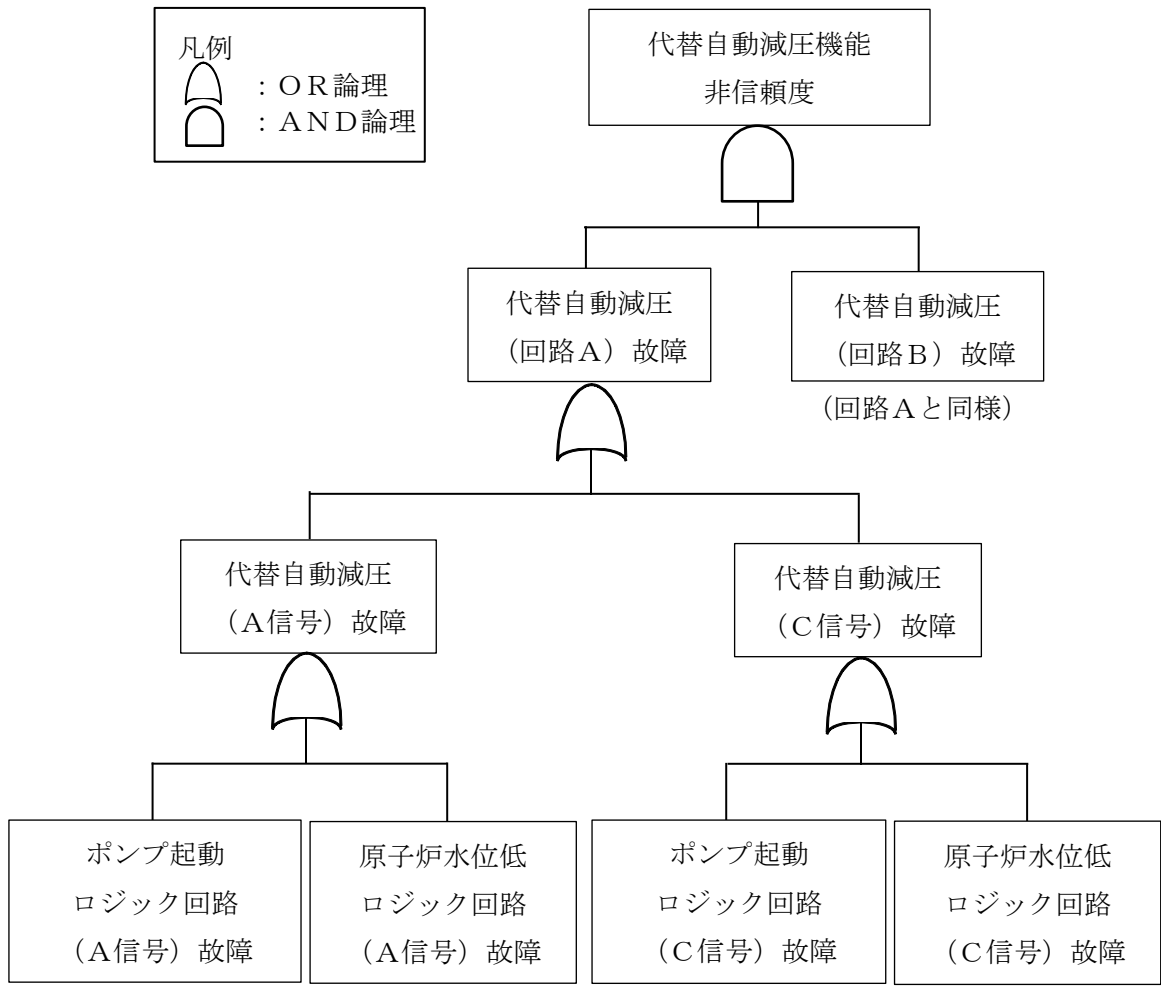 凡例
：ＯＲ論理
：ＡＮＤ論理
代替自動減圧機能
非信頼度
代替自動減圧
（回路Ａ）故障
代替自動減圧
（回路Ｂ）故障
（回路Ａと同様）
代替自動減圧
（Ａ信号）故障
代替自動減圧
（Ｃ信号）故障
ポンプ起動
ロジック回路
（Ａ信号）故障
原子炉水位低
ロジック回路
（Ａ信号）故障
ポンプ起動
ロジック回路
（Ｃ信号）故障
原子炉水位低
ロジック回路
（Ｃ信号）故障